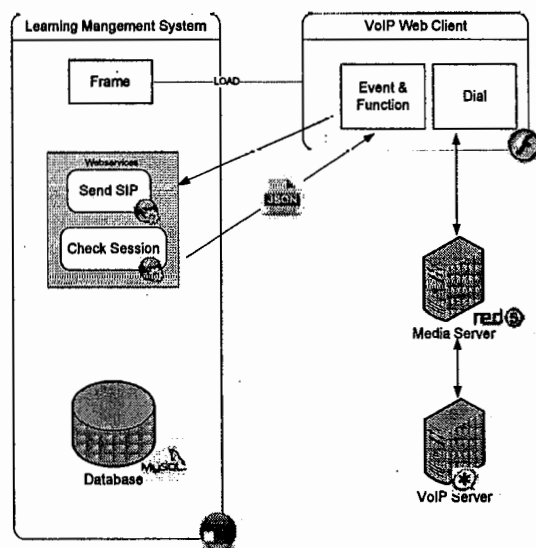 Learning Mangement System
VoIP Web Client
Frame
LOAD
Event &
Function
Dial
Webservices
Send SIP
JSON
Check Session
red5
Media Server
MySQL
Database
VoIP Server